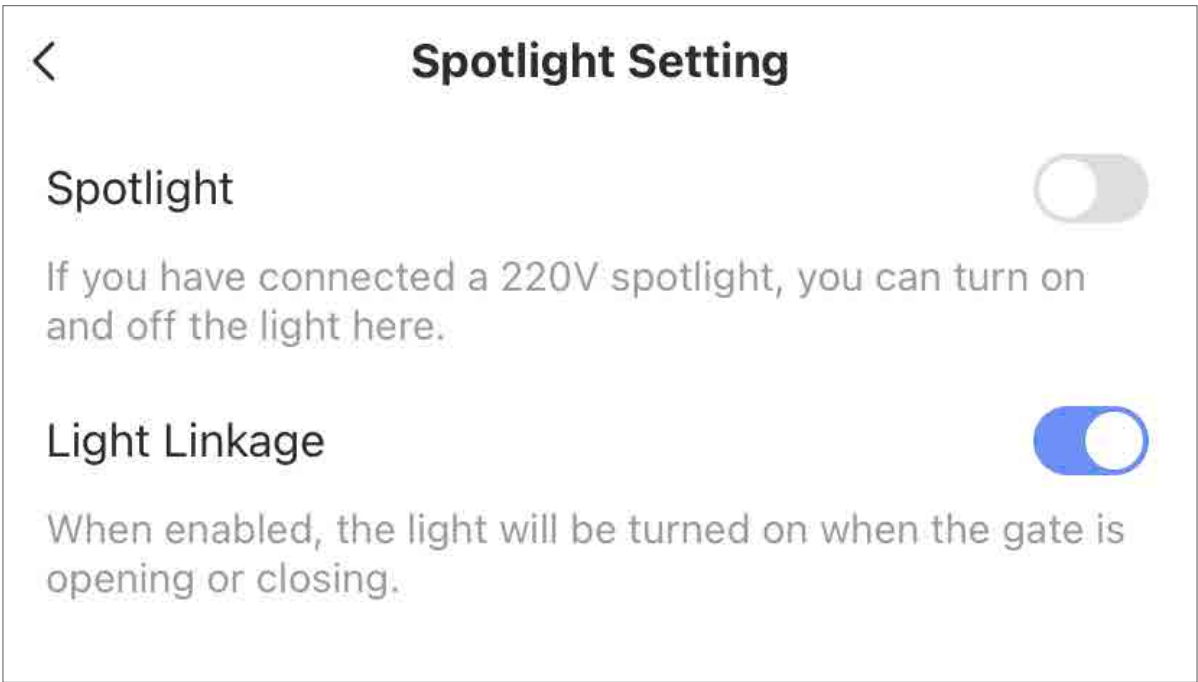 Spotlight Setting
Spotlight
If you have connected a 220V spotlight, you can turn on
and off the light here.
Light Linkage
When enabled, the light will be turned on when the gate is
opening or closing.